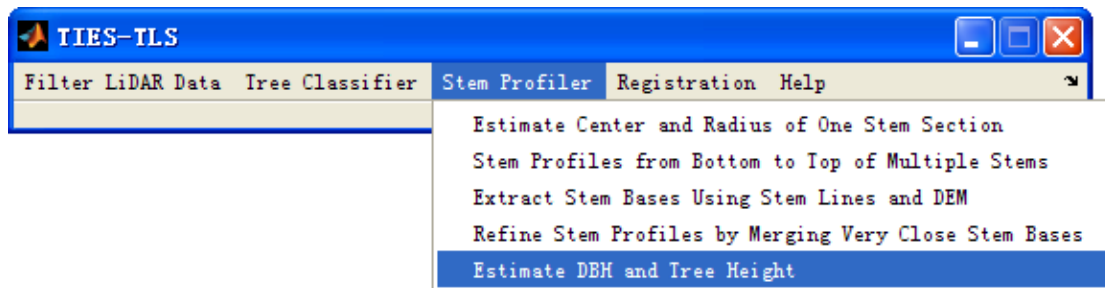 TIES-TLS
Filter LiDAR Data Tree Classifier Stem Profiler Registration Help
Estimate Center and Radius of One Stem Section
Stem Profiles from Bottom to Top of Multiple Stems
Extract Stem Bases Using Stem Lines and DEM
Refine Stem Profiles by Merging Very Close Stem Bases
Estimate DBH and Tree Height